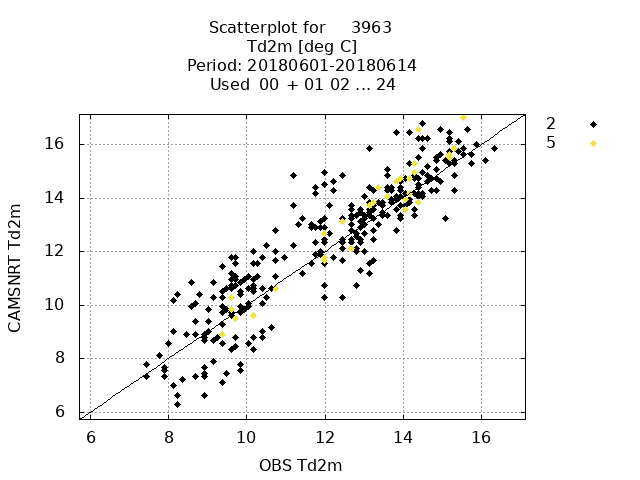 Scatterplot for 3963
Td2m [deg C]
Period: 20180601-20180614
Used 00 + 01 02 ... 24
2
5
CAMSNRT Td2m
16
14
12
10
8
6
6 8 10 12 14 16
OBS Td2m